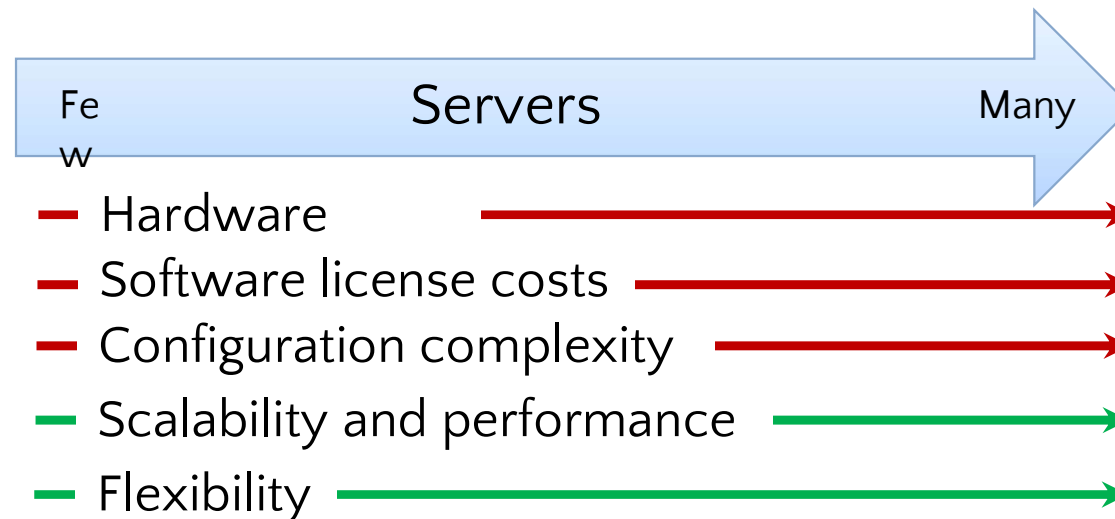 Fe
w
Servers
Many
Hardware
Software license costs
Configuration complexity
Scalability and performance
Flexibility